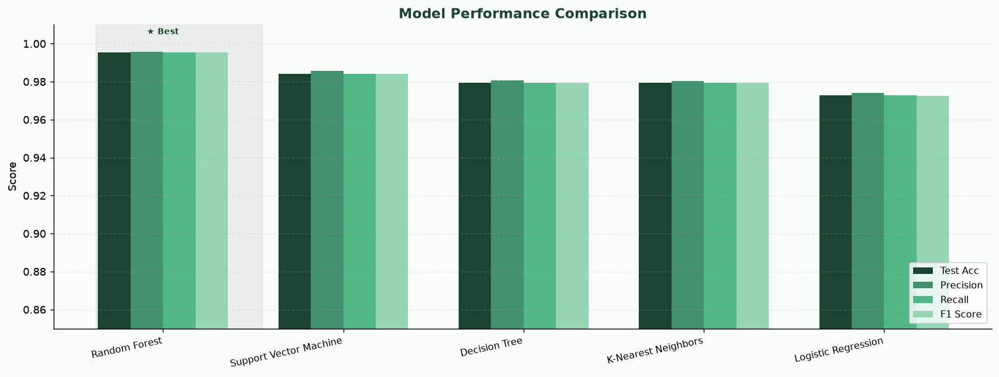 Model Performance Comparison
★ Best
Score
1.00
0.98
0.96
0.94
0.92
0.90
0.88
0.86
Test Acc
Precision
Recall
F1 Score
Random Forest
Support Vector Machine
Decision Tree
K-Nearest Neighbors
Logistic Regression